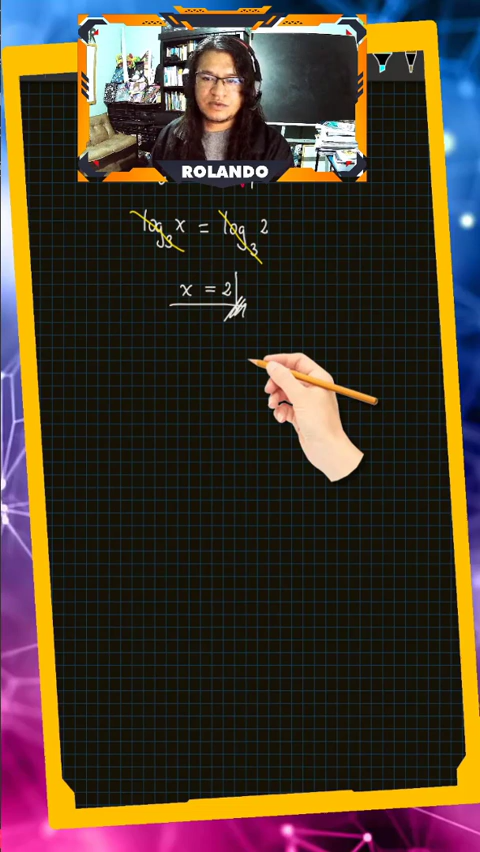 ROLANDO
log₃ x = log₃ 2
x = 2